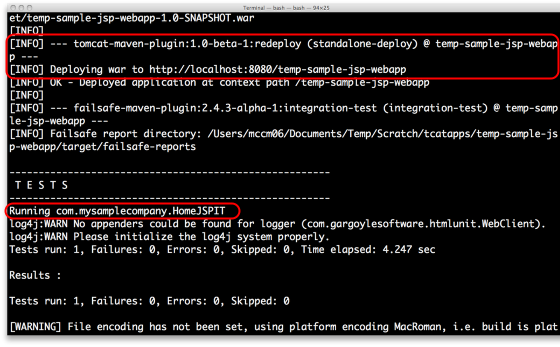 Terminal — bash — bash — 94×25
et/temp-sample-jsp-webapp-1.0-SNAPSHOT.war
[INFO]
[INFO] --- tomcat-maven-plugin:1.0-beta-1:redeploy (standalone-deploy) @ temp-sample-jsp-webap
p ---
[INFO] Deploying war to http://localhost:8080/temp-sample-jsp-webapp
[INFO] OK - Deployed application at context path /temp-sample-jsp-webapp
[INFO]
[INFO] --- failsafe-maven-plugin:2.4.3-alpha-1:integration-test (integration-test) @ temp-samp
le-jsp-webapp ---
[INFO] Failsafe report directory: /Users/mccm06/Documents/Temp/Scratch/tcatapps/temp-sample-js
p-webapp/target/failsafe-reports
-------------------------------------------------------
T E S T S
-------------------------------------------------------
Running com.mysamplecompany.HomeJSPIT
log4j:WARN No appenders could be found for logger (com.gargoylesoftware.htmlunit.WebClient).
log4j:WARN Please initialize the log4j system properly.
Tests run: 1, Failures: 0, Errors: 0, Skipped: 0, Time elapsed: 4.247 sec
Results :
Tests run: 1, Failures: 0, Errors: 0, Skipped: 0
[WARNING] File encoding has not been set, using platform encoding MacRoman, i.e. build is plat